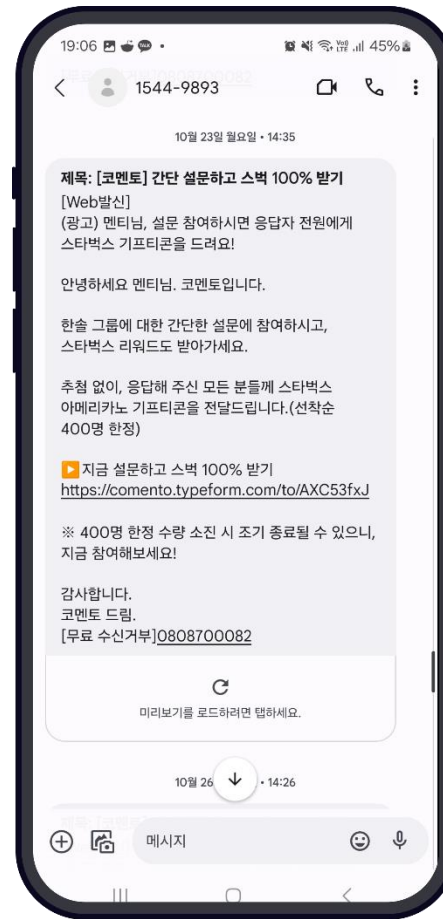 19:06 TALK • Vo)) LTE 45%
1544-9893
10월 23일 월요일 • 14:35
제목: [코멘토] 간단 설문하고 스벅 100% 받기
[Web발신]
(광고) 멘티님, 설문 참여하시면 응답자 전원에게
스타벅스 기프티콘을 드려요!
안녕하세요 멘티님. 코멘토입니다.
한솔 그룹에 대한 간단한 설문에 참여하시고,
스타벅스 리워드도 받아가세요.
추첨 없이, 응답해 주신 모든 분들께 스타벅스
아메리카노 기프티콘을 전달드립니다.(선착순
400명 한정)
▶️지금 설문하고 스벅 100% 받기
https://comento.typeform.com/to/AXC53fxJ
※ 400명 한정 수량 소진 시 조기 종료될 수 있으니,
지금 참여해보세요!
감사합니다.
코멘토 드림.
[무료 수신거부]0808700082
미리보기를 로드하려면 탭하세요.
10월 26 • 14:26
메시지